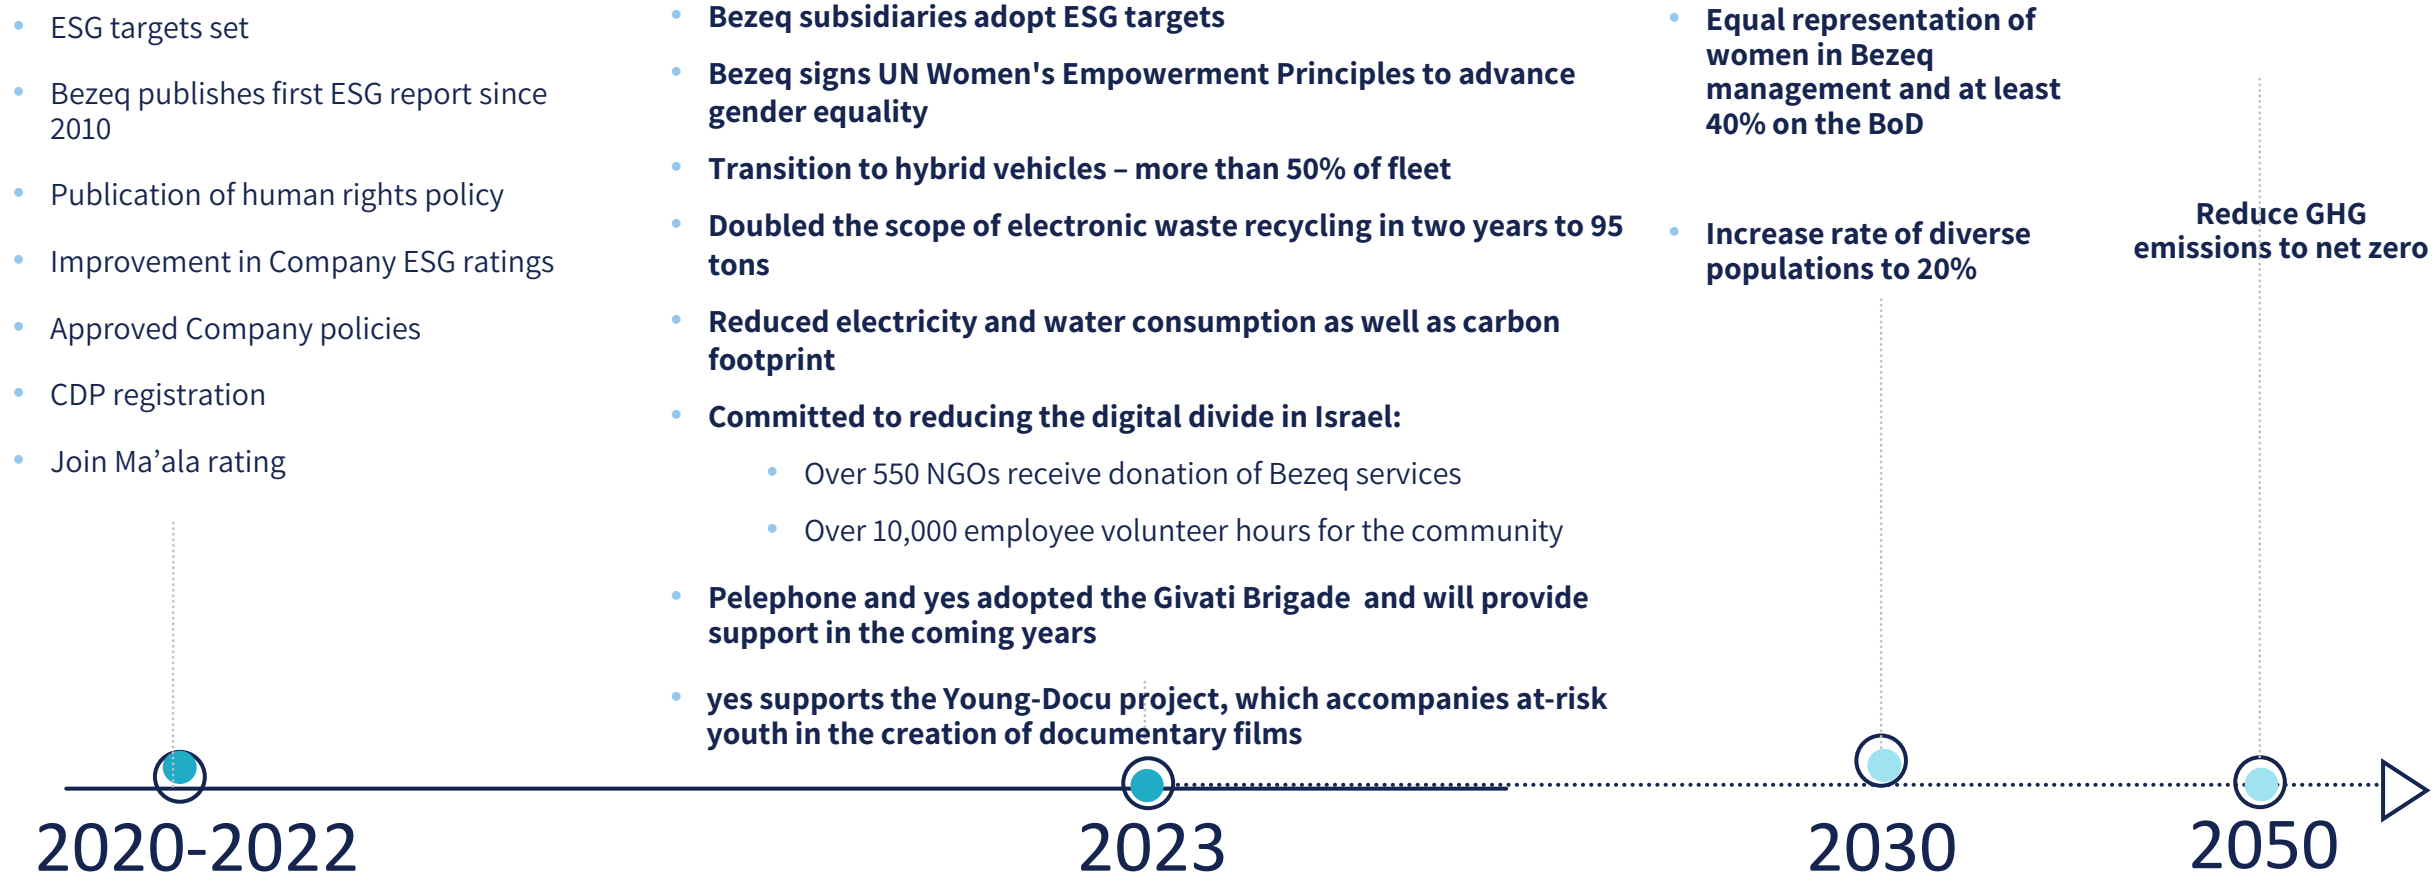 ESG targets set
Bezeq publishes first ESG report since
2010
Publication of human rights policy
Improvement in Company ESG ratings
Approved Company policies
CDP registration
Join Ma’ala rating
Bezeq subsidiaries adopt ESG targets
Bezeq signs UN Women's Empowerment Principles to advance
gender equality
Transition to hybrid vehicles – more than 50% of fleet
Doubled the scope of electronic waste recycling in two years to 95
tons
Reduced electricity and water consumption as well as carbon
footprint
Committed to reducing the digital divide in Israel:
Over 550 NGOs receive donation of Bezeq services
Over 10,000 employee volunteer hours for the community
Pelephone and yes adopted the Givati Brigade  and will provide
support in the coming years
yes supports the Young-Docu project, which accompanies at-risk
youth in the creation of documentary films
Equal representation of
women in Bezeq
management and at least
40% on the BoD
Increase rate of diverse
populations to 20%
Reduce GHG
emissions to net zero
2020-2022
2023
2030
2050